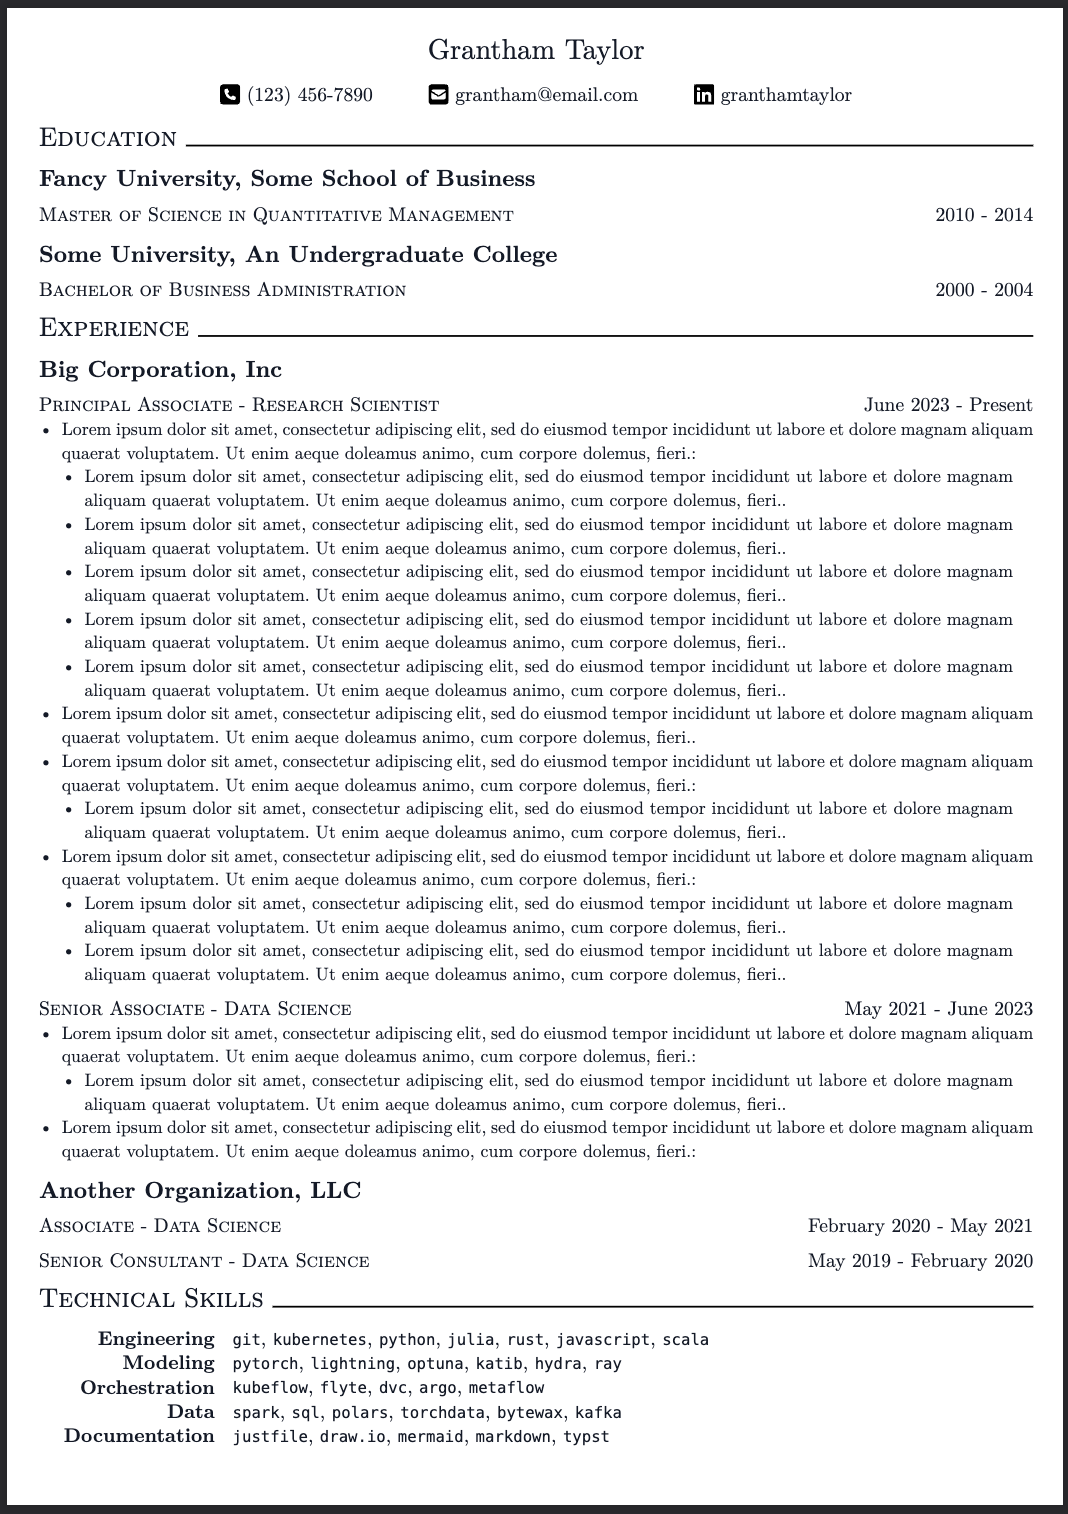 Grantham Taylor
(123) 456-7890 grantham@email.com granthamtaylor
Education
Fancy University, Some School of Business
Master of Science in Quantitative Management 2010 - 2014
Some University, An Undergraduate College
Bachelor of Business Administration 2000 - 2004
Experience
Big Corporation, Inc
Principal Associate - Research Scientist June 2023 - Present
• Lorem ipsum dolor sit amet, consectetur adipiscing elit, sed do eiusmod tempor incididunt ut labore et dolore magnam aliquam
quaerat voluptatem. Ut enim aeque doleamus animo, cum corpore dolemus, fieri.:
• Lorem ipsum dolor sit amet, consectetur adipiscing elit, sed do eiusmod tempor incididunt ut labore et dolore magnam
aliquam quaerat voluptatem. Ut enim aeque doleamus animo, cum corpore dolemus, fieri..
• Lorem ipsum dolor sit amet, consectetur adipiscing elit, sed do eiusmod tempor incididunt ut labore et dolore magnam
aliquam quaerat voluptatem. Ut enim aeque doleamus animo, cum corpore dolemus, fieri..
• Lorem ipsum dolor sit amet, consectetur adipiscing elit, sed do eiusmod tempor incididunt ut labore et dolore magnam
aliquam quaerat voluptatem. Ut enim aeque doleamus animo, cum corpore dolemus, fieri..
• Lorem ipsum dolor sit amet, consectetur adipiscing elit, sed do eiusmod tempor incididunt ut labore et dolore magnam
aliquam quaerat voluptatem. Ut enim aeque doleamus animo, cum corpore dolemus, fieri..
• Lorem ipsum dolor sit amet, consectetur adipiscing elit, sed do eiusmod tempor incididunt ut labore et dolore magnam
aliquam quaerat voluptatem. Ut enim aeque doleamus animo, cum corpore dolemus, fieri..
• Lorem ipsum dolor sit amet, consectetur adipiscing elit, sed do eiusmod tempor incididunt ut labore et dolore magnam aliquam
quaerat voluptatem. Ut enim aeque doleamus animo, cum corpore dolemus, fieri..
• Lorem ipsum dolor sit amet, consectetur adipiscing elit, sed do eiusmod tempor incididunt ut labore et dolore magnam aliquam
quaerat voluptatem. Ut enim aeque doleamus animo, cum corpore dolemus, fieri.:
• Lorem ipsum dolor sit amet, consectetur adipiscing elit, sed do eiusmod tempor incididunt ut labore et dolore magnam
aliquam quaerat voluptatem. Ut enim aeque doleamus animo, cum corpore dolemus, fieri..
• Lorem ipsum dolor sit amet, consectetur adipiscing elit, sed do eiusmod tempor incididunt ut labore et dolore magnam aliquam
quaerat voluptatem. Ut enim aeque doleamus animo, cum corpore dolemus, fieri.:
• Lorem ipsum dolor sit amet, consectetur adipiscing elit, sed do eiusmod tempor incididunt ut labore et dolore magnam
aliquam quaerat voluptatem. Ut enim aeque doleamus animo, cum corpore dolemus, fieri..
• Lorem ipsum dolor sit amet, consectetur adipiscing elit, sed do eiusmod tempor incididunt ut labore et dolore magnam
aliquam quaerat voluptatem. Ut enim aeque doleamus animo, cum corpore dolemus, fieri..
Senior Associate - Data Science May 2021 - June 2023
• Lorem ipsum dolor sit amet, consectetur adipiscing elit, sed do eiusmod tempor incididunt ut labore et dolore magnam aliquam
quaerat voluptatem. Ut enim aeque doleamus animo, cum corpore dolemus, fieri.:
• Lorem ipsum dolor sit amet, consectetur adipiscing elit, sed do eiusmod tempor incididunt ut labore et dolore magnam
aliquam quaerat voluptatem. Ut enim aeque doleamus animo, cum corpore dolemus, fieri..
• Lorem ipsum dolor sit amet, consectetur adipiscing elit, sed do eiusmod tempor incididunt ut labore et dolore magnam aliquam
quaerat voluptatem. Ut enim aeque doleamus animo, cum corpore dolemus, fieri.:
Another Organization, LLC
Associate - Data Science February 2020 - May 2021
Senior Consultant - Data Science May 2019 - February 2020
Technical Skills
Engineering git, kubernetes, python, julia, rust, javascript, scala
Modeling pytorch, lightning, optuna, katib, hydra, ray
Orchestration kubeflow, flyte, dvc, argo, metaflow
Data spark, sql, polars, torchdata, bytewax, kafka
Documentation justfile, draw.io, mermaid, markdown, typst